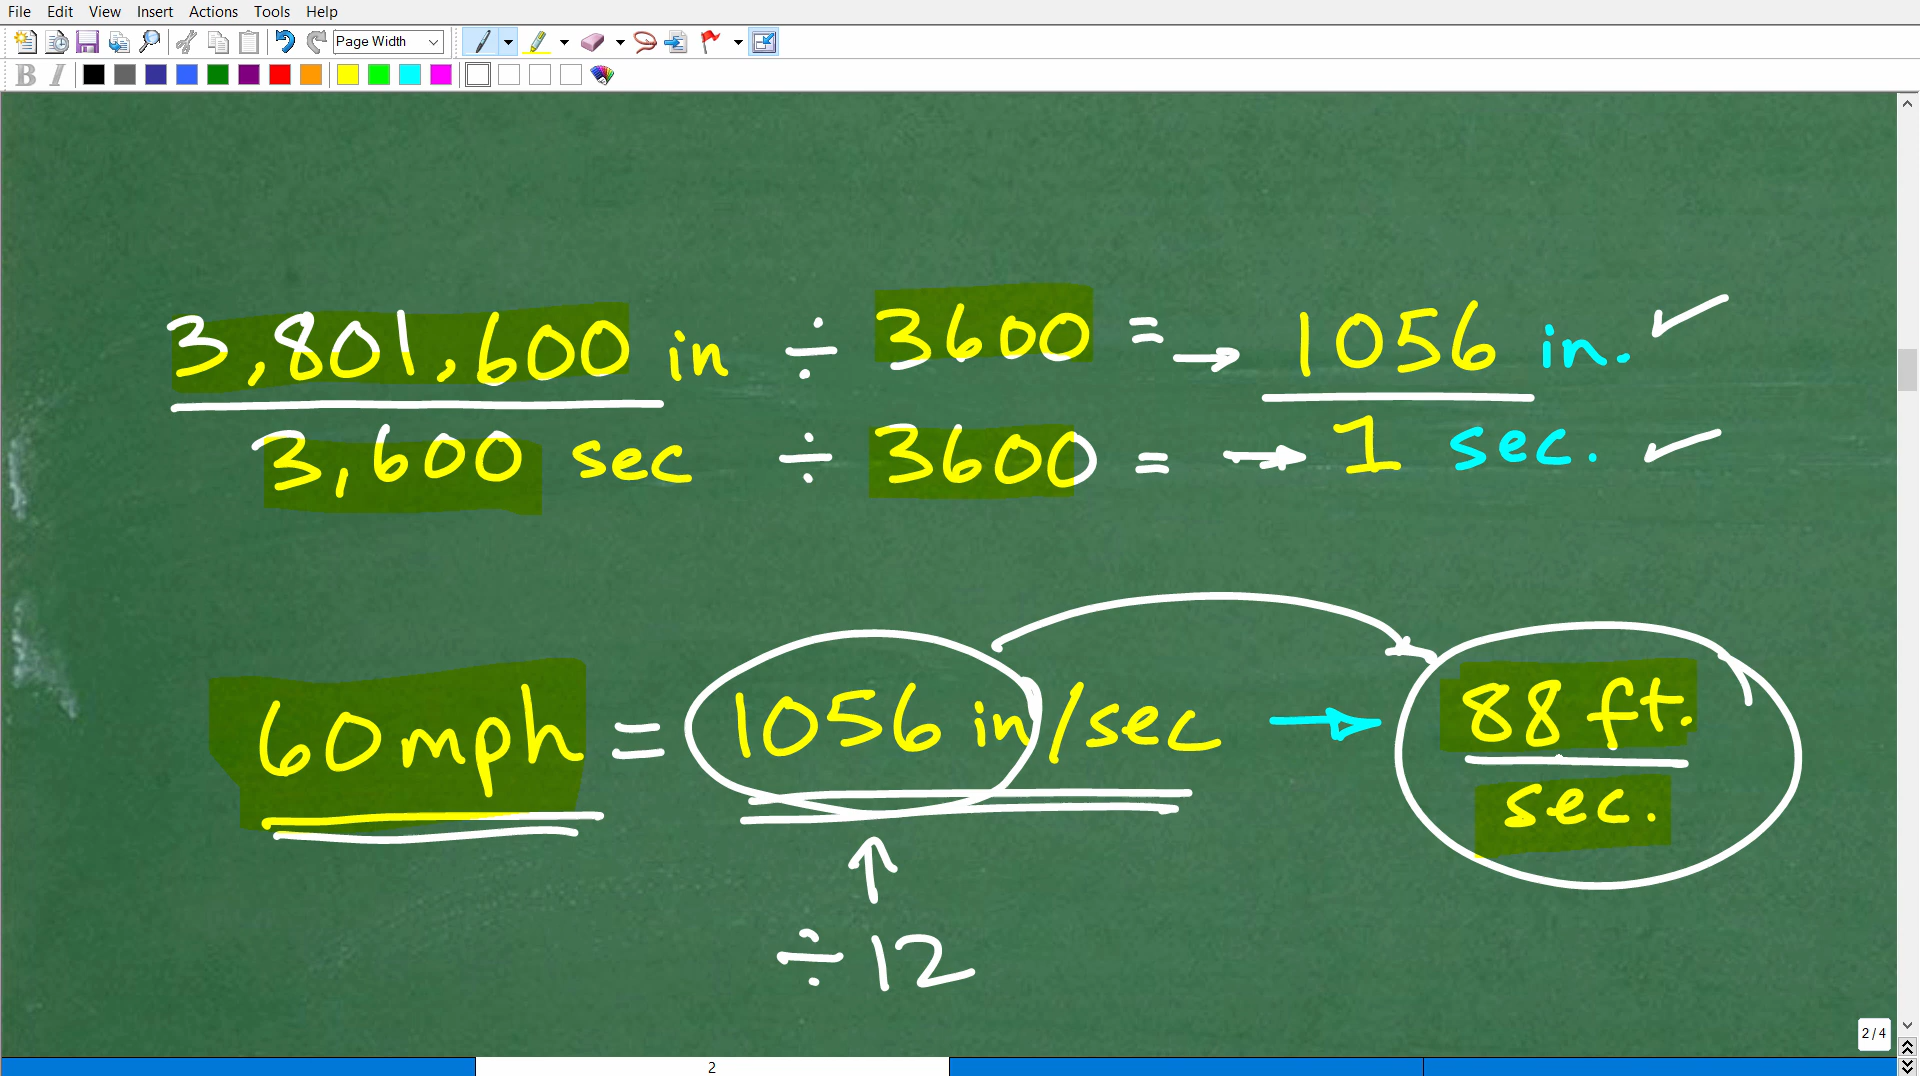 File Edit View Insert Actions Tools Help
Page Width
B I
3,801,600 in ÷ 3600 = → 1056 in. ✓
3,600 sec ÷ 3600 = → 1 sec. ✓
60mph = 1056 in/sec → 88 ft.
sec.
÷ 12
2 / 4
2